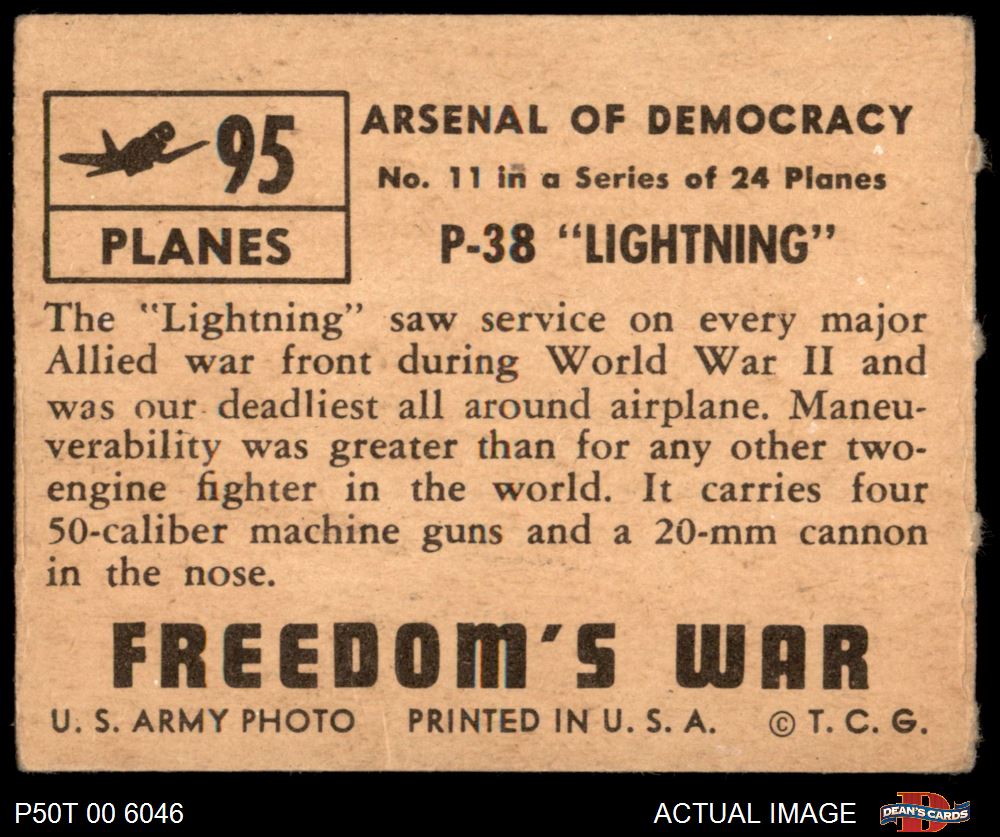 95
PLANES
ARSENAL OF DEMOCRACY
No. 11 in a Series of 24 Planes
P-38 "LIGHTNING"
The "Lightning" saw service on every major
Allied war front during World War II and
was our deadliest all around airplane. Maneu-
verability was greater than for any other two-
engine fighter in the world. It carries four
50-caliber machine guns and a 20-mm cannon
in the nose.
FREEDOM'S WAR
U. S. ARMY PHOTO PRINTED IN U. S. A. © T. C. G.
P50T 00 6046 ACTUAL IMAGE DEAN'S CARDS